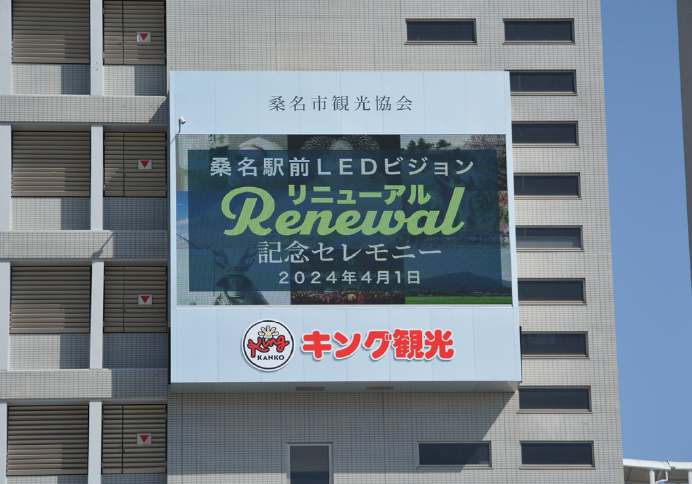 桑名市観光協会
桑名駅前LEDビジョン
リニューアル
Renewal
記念セレモニー
2024年4月1日
King
KANKO
キング観光